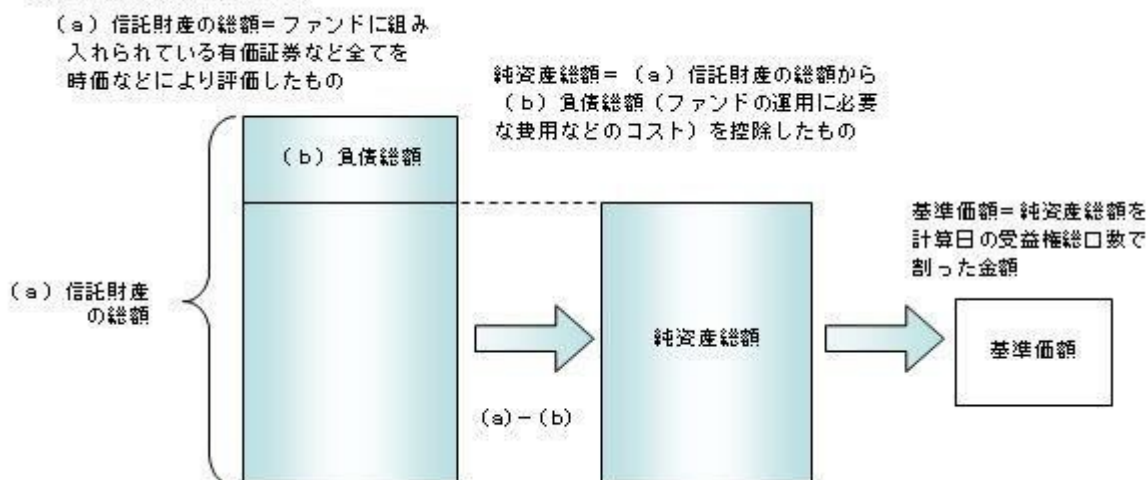 (a)信託財産の総額=ファンドに組み
入れられている有価証券など全てを
時価などにより評価したもの
純資産総額=(a)信託財産の総額から
(b)負債総額(ファンドの運用に必要
な費用などのコスト)を控除したもの
(b)負債総額
基準価額=純資産総額を
計算日の受益権総口数で
割った金額
(a)信託財産
の総額
純資産総額
基準価額
(a)-(b)